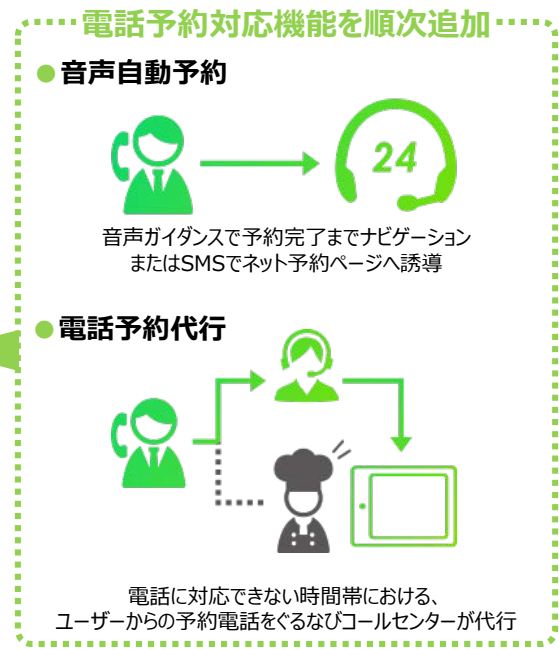 電話予約対応機能を順次追加
●音声自動予約
24
音声ガイダンスで予約完了までナビゲーション
またはSMSでネット予約ページへ誘導
●電話予約代行
電話に対応できない時間帯における、
ユーザーからの予約電話をぐるなびコールセンターが代行